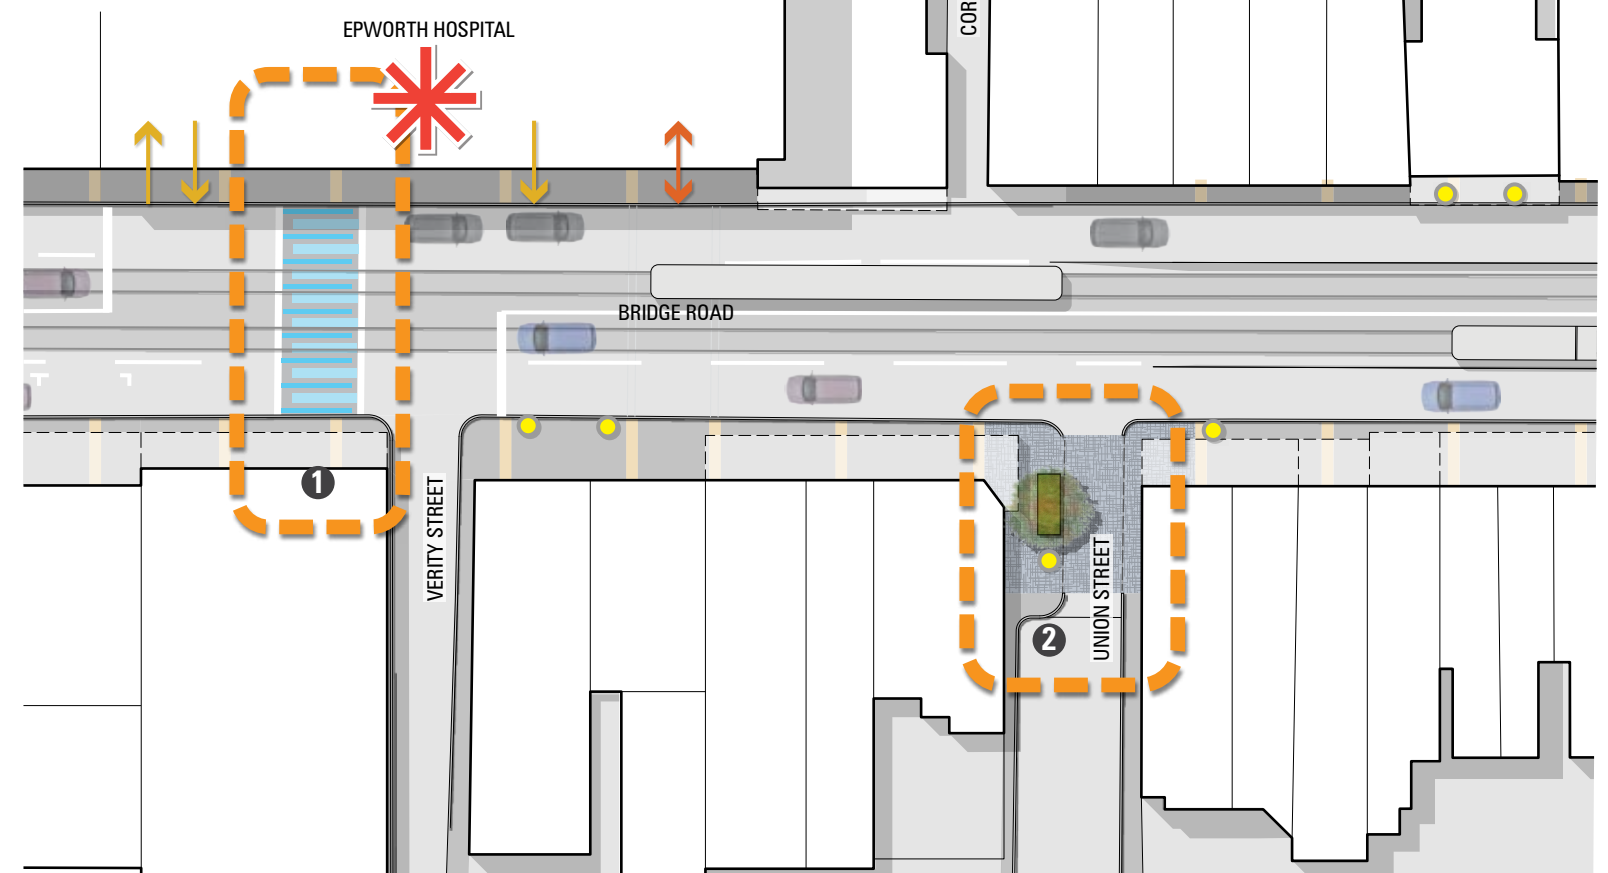 EPWORTH HOSPITAL
COR
BRIDGE ROAD
1
VERITY STREET
UNION STREET
2